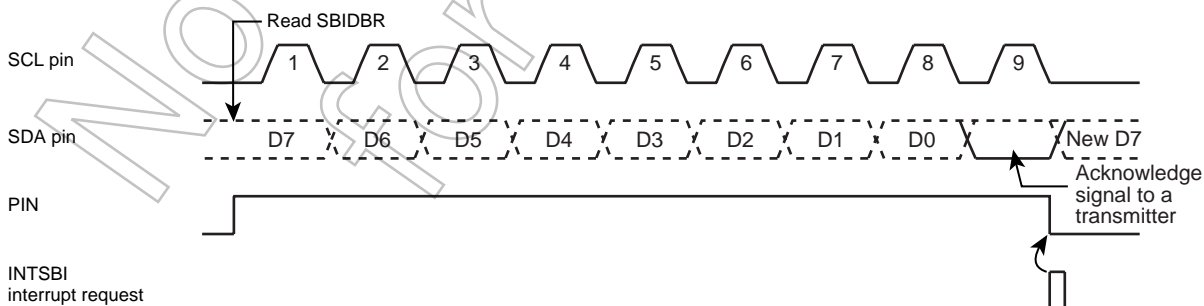 Read SBIDBR
SCL pin
1 2 3 4 5 6 7 8 9
SDA pin
D7 D6 D5 D4 D3 D2 D1 D0 New D7
Acknowledge
signal to a
transmitter
PIN
INTSBI
interrupt request